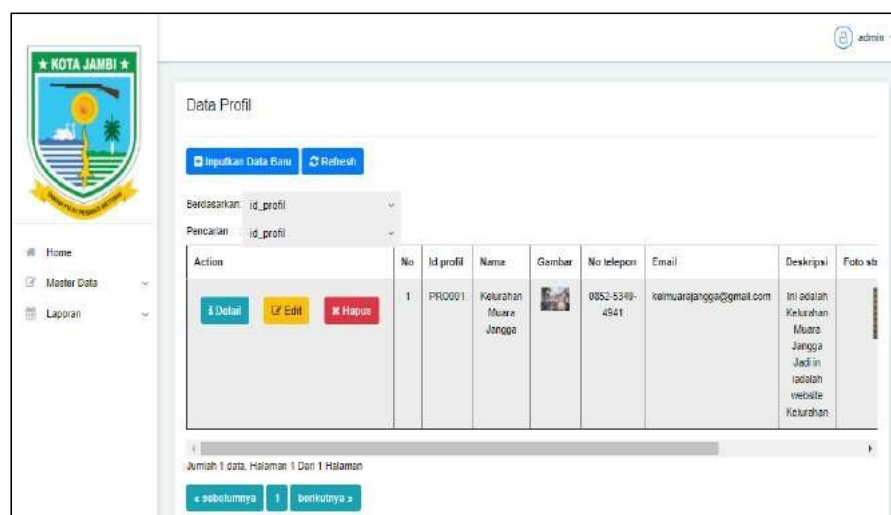 admin
★ KOTA JAMBI ★
Data Profil
Inputkan Data Baru
Refresh
Berdasarkan: id_profil
Pencarian : id_profil
Home
Master Data
Laporan
Action No Id profil Nama Gambar No telepon Email Deskripsi Foto str
Detail Edit Hapus
1 PRO001
Kelurahan
Muara
Jangga
0852-5349-
4941
kelmuarajangga@gmail.com
Ini adalah
Kelurahan
Muara
Jangga
Jadi in
iadalah
website
Kelurahan
Jumlah 1 data, Halaman 1 Dari 1 Halaman
« sebelumnya 1 berikutnya »